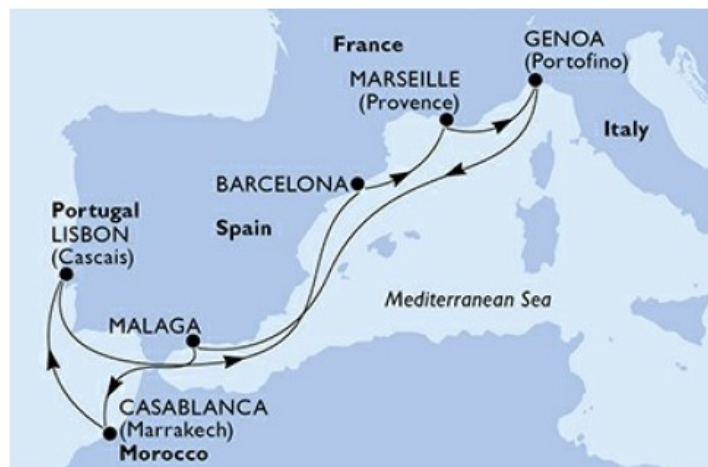 France
MARSEILLE
(Provence)
GENOA
(Portofino)
Italy
BARCELONA
Portugal
LISBON
(Cascais)
Spain
Mediterranean Sea
MALAGA
CASABLANCA
(Marrakech)
Morocco